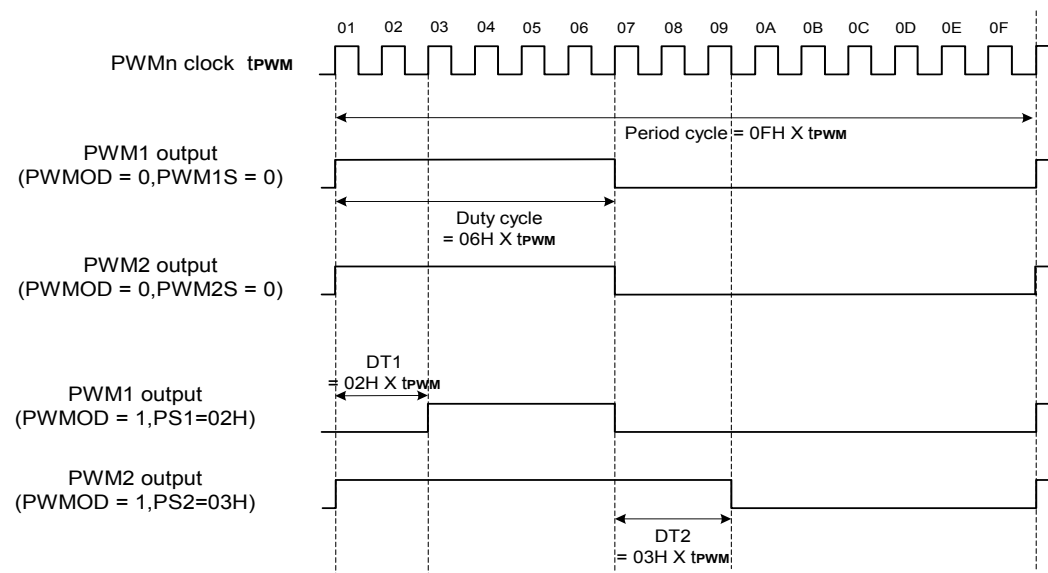 01 02 03 04 05 06 07 08 09 0A 0B 0C 0D 0E 0F
PWMn clock tPWM
Period cycle = 0FH X tPWM
PWM1 output
(PWMOD = 0,PWM1S = 0)
Duty cycle
= 06H X tPWM
PWM2 output
(PWMOD = 0,PWM2S = 0)
DT1
= 02H X tPWM
PWM1 output
(PWMOD = 1,PS1=02H)
PWM2 output
(PWMOD = 1,PS2=03H)
DT2
= 03H X tPWM